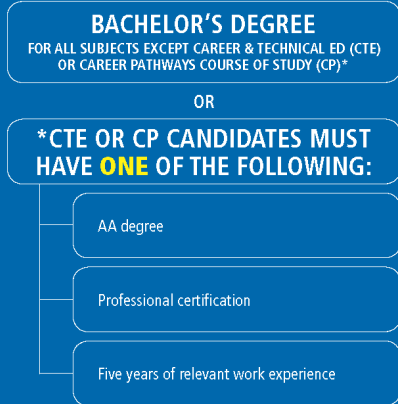 BACHELOR’S DEGREE
FOR ALL SUBJECTS EXCEPT CAREER & TECHNICAL ED (CTE)
OR CAREER PATHWAYS COURSE OF STUDY (CP)*
OR
*CTE OR CP CANDIDATES MUST
HAVE ONE OF THE FOLLOWING:
AA degree
Professional certification
Five years of relevant work experience